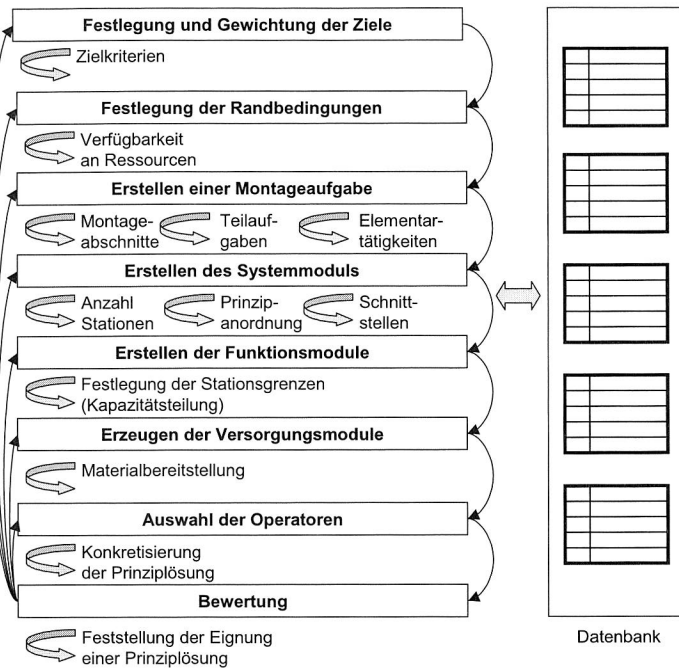 Festlegung und Gewichtung der Ziele
Zielkriterien
Festlegung der Randbedingungen
Verfügbarkeit
an Ressourcen
Erstellen einer Montageaufgabe
Montage-
abschnitte
Teilauf-
gaben
Elementar-
tätigkeiten
Erstellen des Systemmoduls
Anzahl
Stationen
Prinzip-
anordnung
Schnitt-
stellen
Erstellen der Funktionsmodule
Festlegung der Stationsgrenzen
(Kapazitätsteilung)
Erzeugen der Versorgungsmodule
Materialbereitstellung
Auswahl der Operatoren
Konkretisierung
der Prinziplösung
Bewertung
Feststellung der Eignung
einer Prinziplösung
Datenbank